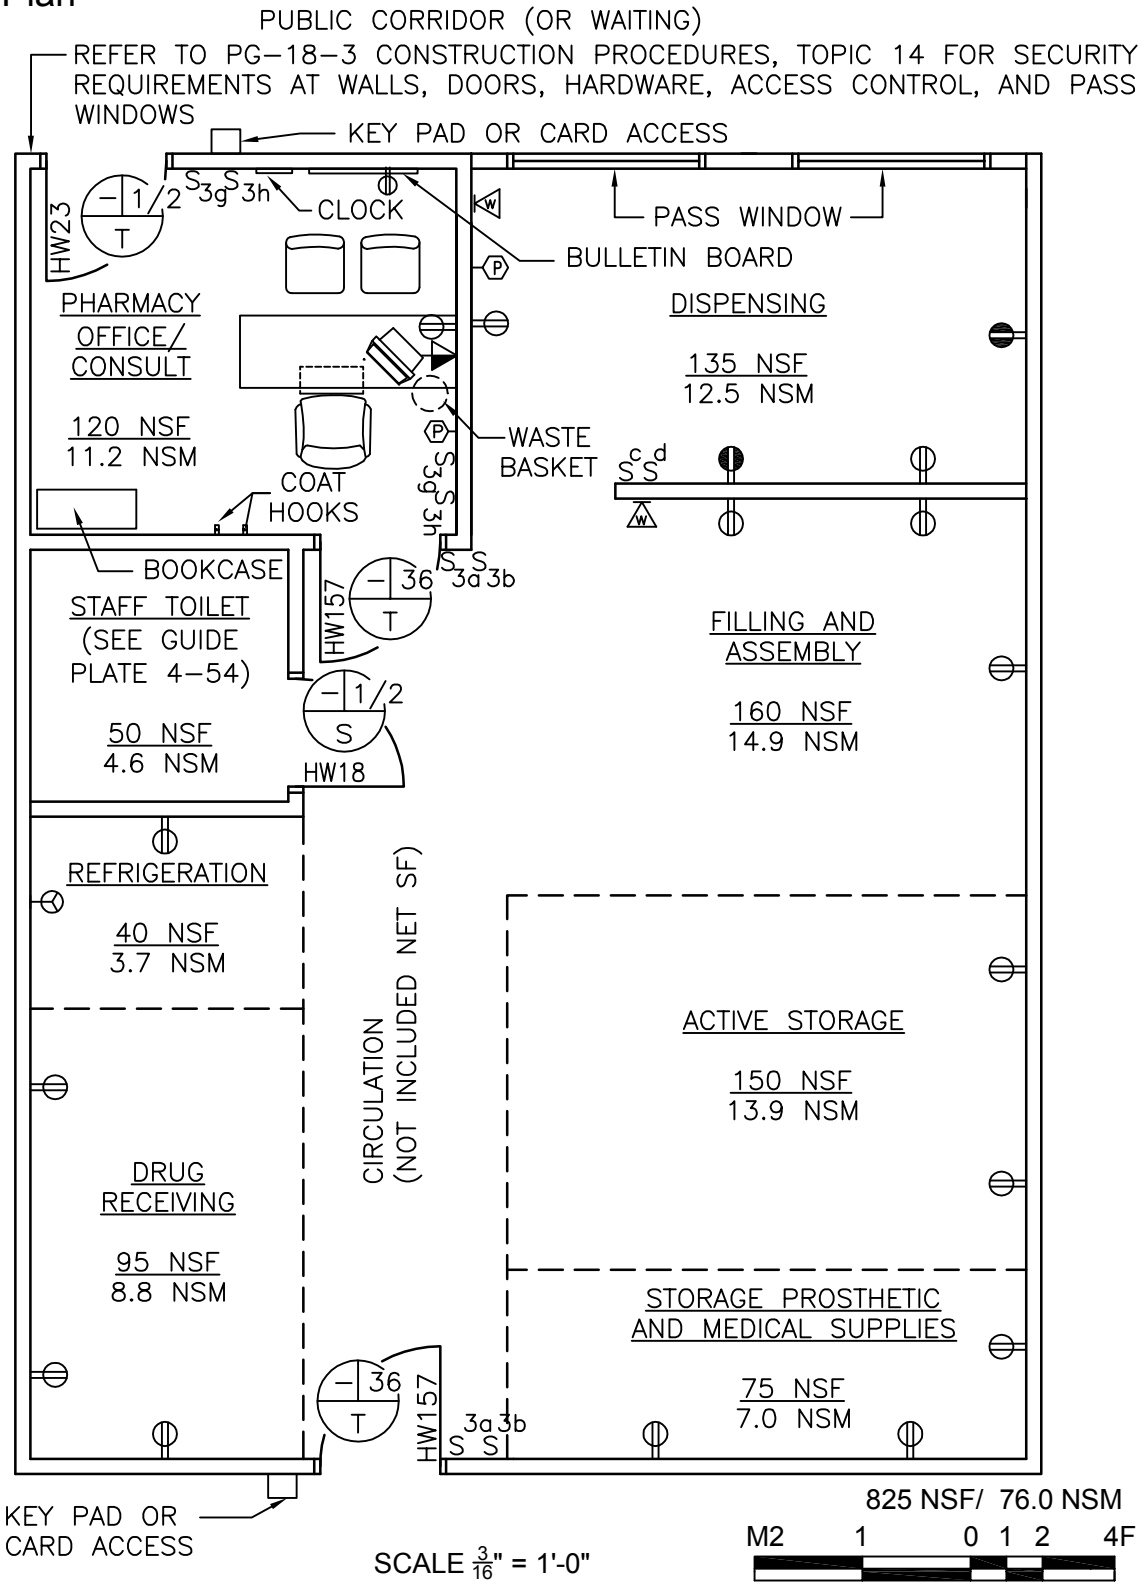 PUBLIC CORRIDOR (OR WAITING)
REFER TO PG-18-3 CONSTRUCTION PROCEDURES, TOPIC 14 FOR SECURITY
REQUIREMENTS AT WALLS, DOORS, HARDWARE, ACCESS CONTROL, AND PASS
WINDOWS
KEY PAD OR CARD ACCESS
HW23
- 1/2
T
S3g S3h
CLOCK
W
PASS WINDOW
P
BULLETIN BOARD
PHARMACY
OFFICE/
CONSULT
120 NSF
11.2 NSM
DISPENSING
135 NSF
12.5 NSM
P
WASTE
BASKET
S3g S3h
Sc Sd
W
COAT
HOOKS
BOOKCASE
S3a S3b
HW157
- 36
T
STAFF TOILET
(SEE GUIDE
PLATE 4-54)
50 NSF
4.6 NSM
- 1/2
S
HW18
FILLING AND
ASSEMBLY
160 NSF
14.9 NSM
REFRIGERATION
40 NSF
3.7 NSM
CIRCULATION
(NOT INCLUDED NET SF)
ACTIVE STORAGE
150 NSF
13.9 NSM
DRUG
RECEIVING
95 NSF
8.8 NSM
STORAGE PROSTHETIC
AND MEDICAL SUPPLIES
75 NSF
7.0 NSM
- 36
T
HW157
3a 3b
S S
KEY PAD OR
CARD ACCESS
SCALE 3/16" = 1'-0"
825 NSF/ 76.0 NSM
M2 1 0 1 2 4F